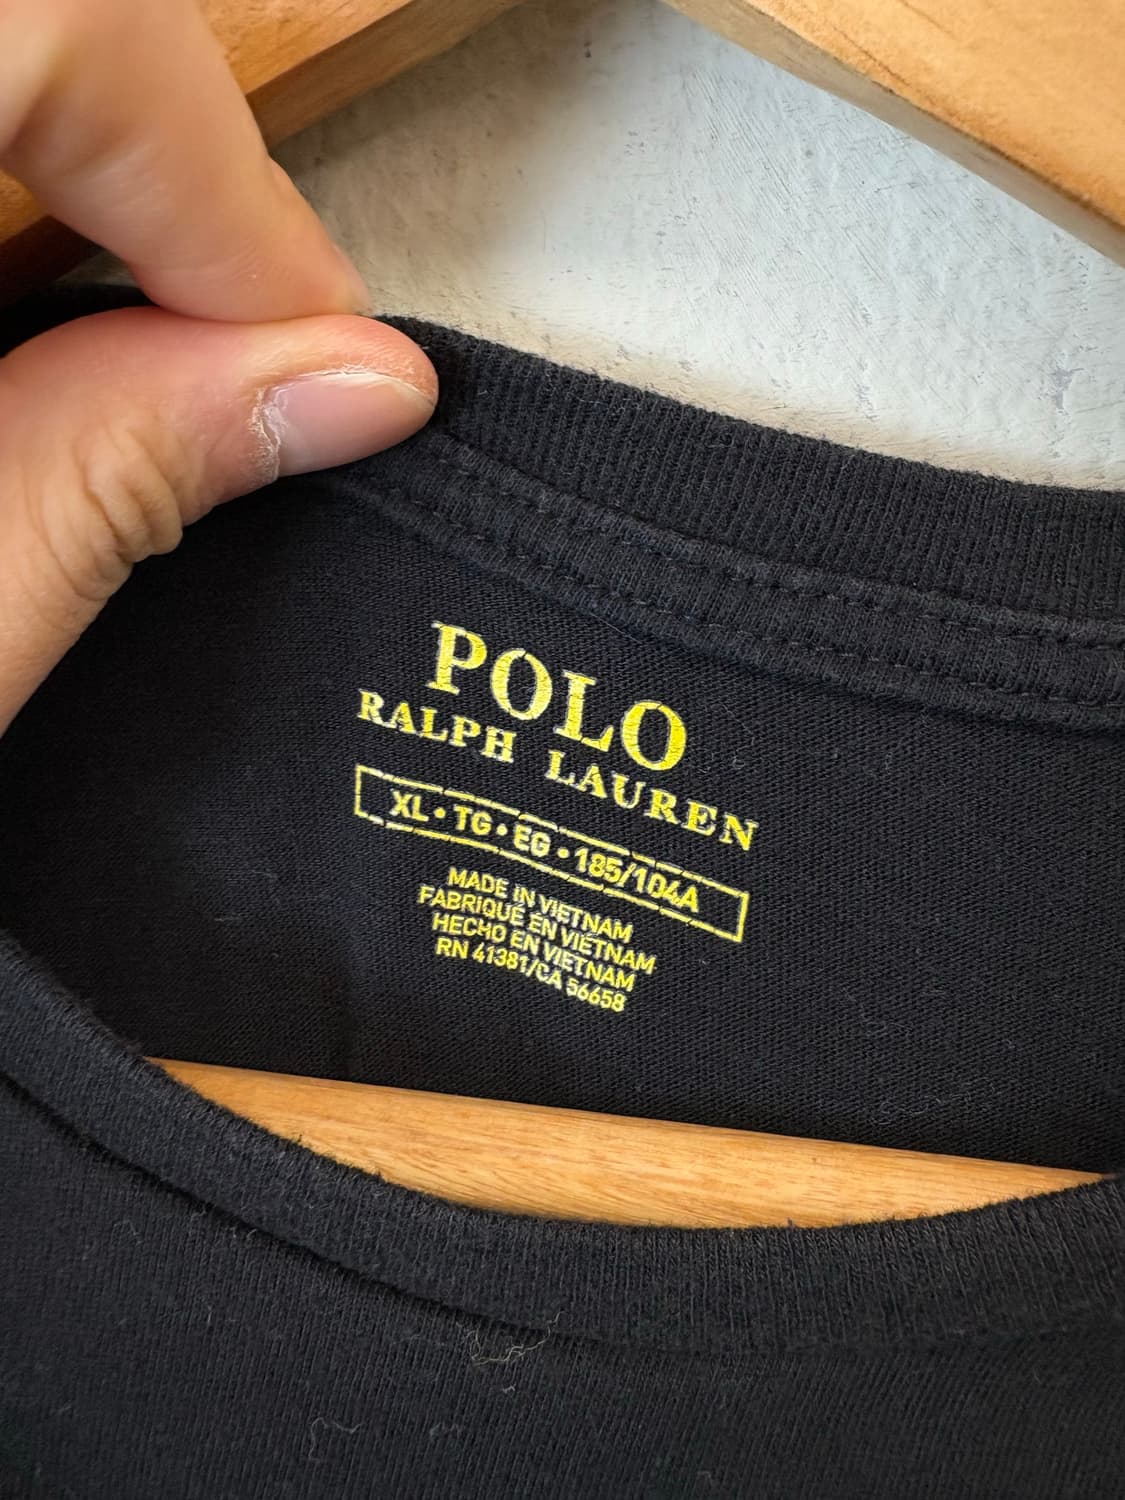 POLO
RALPH LAUREN
XL • TG • EG • 185/104A
MADE IN VIETNAM
FABRIQUÉ EN VIETNAM
HECHO EN VIETNAM
RN 41381/CA 56658